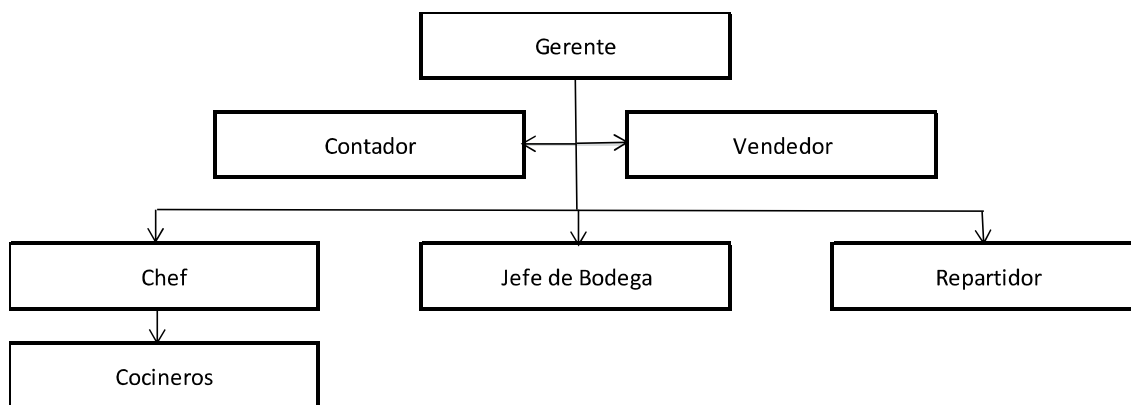 Gerente
Contador
Vendedor
Chef
Jefe de Bodega
Repartidor
Cocineros